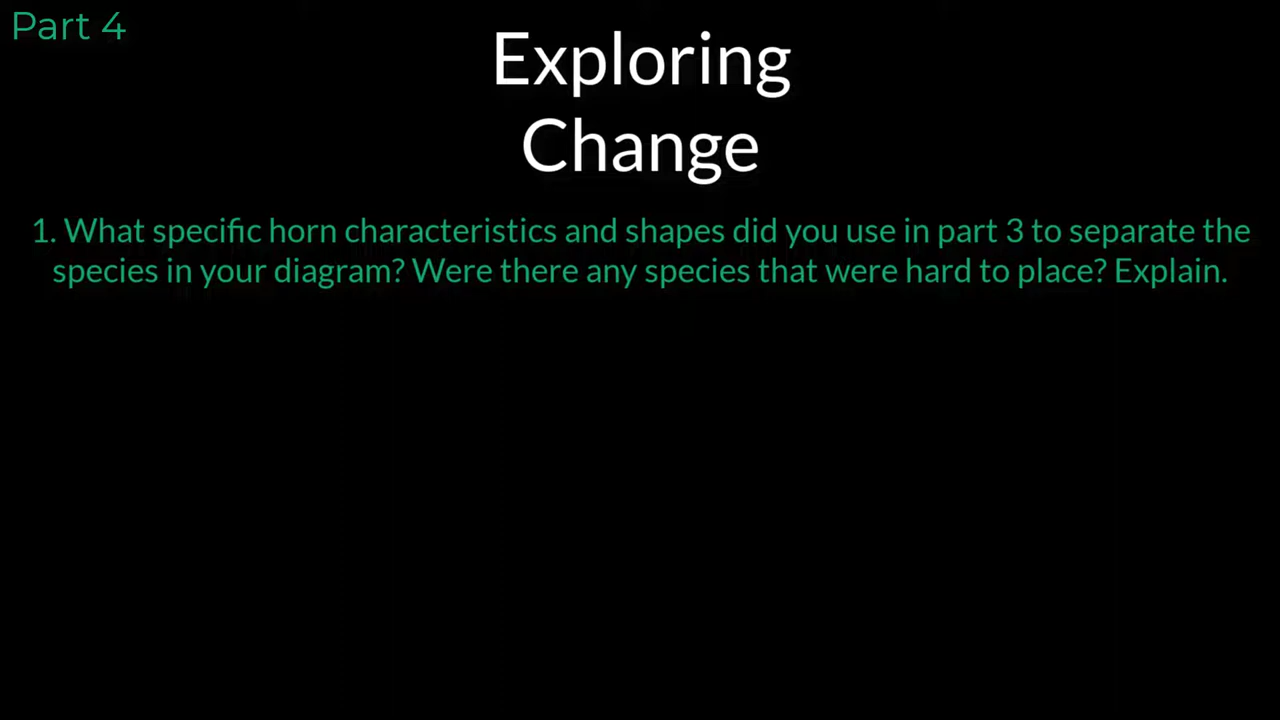 Part 4
Exploring
Change
1. What specific horn characteristics and shapes did you use in part 3 to separate the
species in your diagram? Were there any species that were hard to place? Explain.